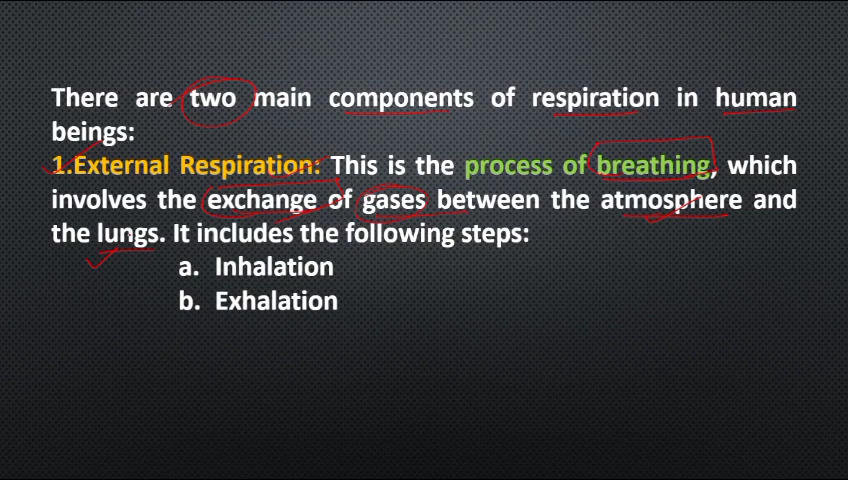 There are two main components of respiration in human
beings:
1.External Respiration: This is the process of breathing, which
involves the exchange of gases between the atmosphere and
the lungs. It includes the following steps:
a. Inhalation
b. Exhalation